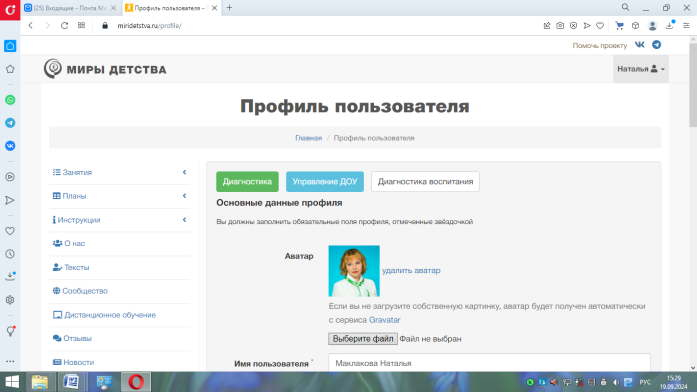 (25) Входящие – Почта М
Профиль пользователя –
miridetstva.ru/profile/
Помочь проекту
МИРЫ ДЕТСТВА
Наталья
Профиль пользователя
Главная / Профиль пользователя
Занятия
Планы
Инструкции
О нас
Тексты
Сообщество
Дистанционное обучение
Отзывы
Новости
Диагностика
Управление ДОУ
Диагностика воспитания
Основные данные профиля
Вы должны заполнить обязательные поля профиля, отмеченные звёздочкой
Аватар
удалить аватар
Если вы не загрузите собственную картинку, аватар будет получен автоматически
с сервиса Gravatar
Выберите файл Файл не выбран
Имя пользователя *
Маклакова Наталья
РУС
15:29
19.09.2024